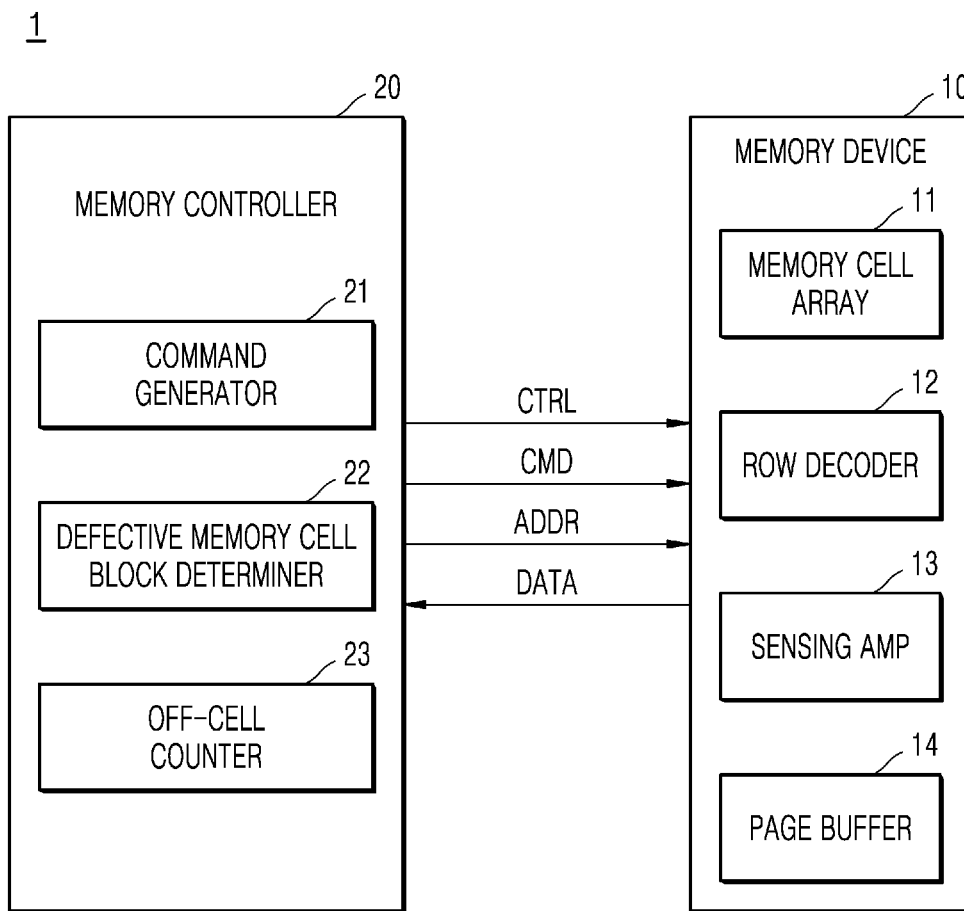 1
20
MEMORY CONTROLLER
21
COMMAND
GENERATOR
22
DEFECTIVE MEMORY CELL
BLOCK DETERMINER
23
OFF-CELL
COUNTER
CTRL
CMD
ADDR
DATA
10
MEMORY DEVICE
11
MEMORY CELL
ARRAY
12
ROW DECODER
13
SENSING AMP
14
PAGE BUFFER